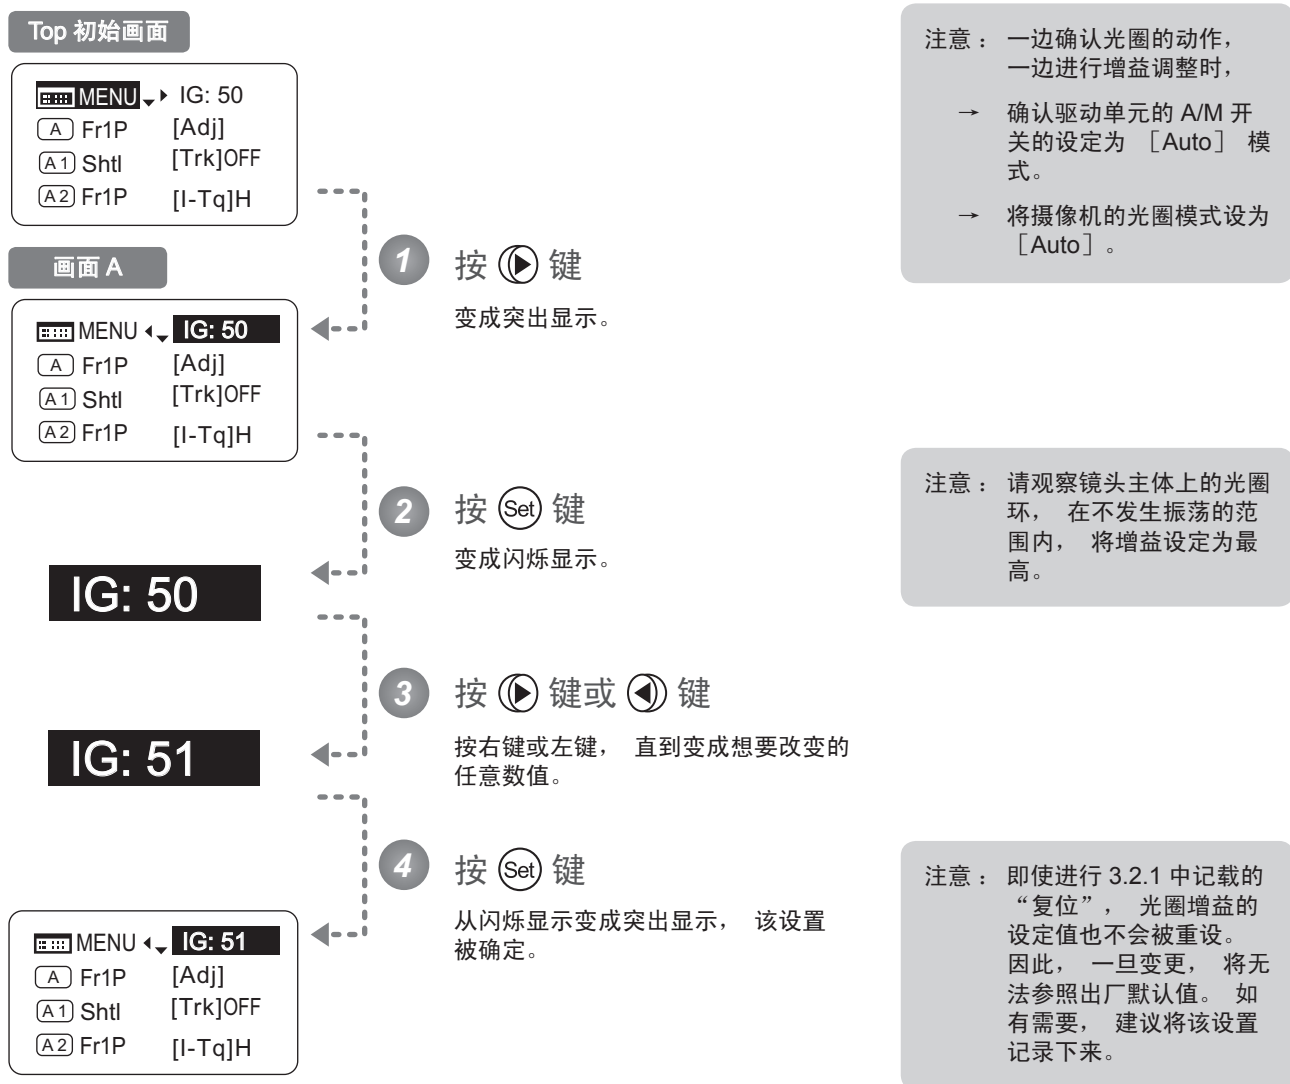 Top 初始画面
MENU IG: 50
A Fr1P [Adj]
A1 Shtl [Trk]OFF
A2 Fr1P [I-Tq]H
1 按 键
变成突出显示。
画面 A
MENU IG: 50
A Fr1P [Adj]
A1 Shtl [Trk]OFF
A2 Fr1P [I-Tq]H
2 按 Set 键
变成闪烁显示。
IG: 50
3 按 键或 键
按右键或左键， 直到变成想要改变的
任意数值。
IG: 51
4 按 Set 键
从闪烁显示变成突出显示， 该设置
被确定。
MENU IG: 51
A Fr1P [Adj]
A1 Shtl [Trk]OFF
A2 Fr1P [I-Tq]H
注意： 一边确认光圈的动作，
一边进行增益调整时，
→ 确认驱动单元的 A/M 开
关的设定为 ［Auto］ 模
式。
→ 将摄像机的光圈模式设为
［Auto］。
注意： 请观察镜头主体上的光圈
环， 在不发生振荡的范
围内， 将增益设定为最
高。
注意： 即使进行 3.2.1 中记载的
“复位”， 光圈增益的
设定值也不会被重设。
因此， 一旦变更， 将无
法参照出厂默认值。 如
有需要， 建议将该设置
记录下来。